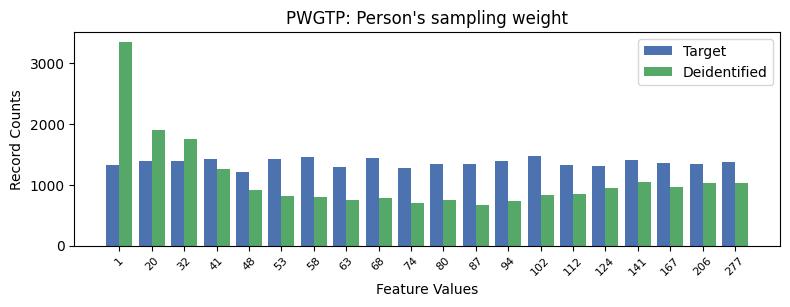 PWGTP: Person's sampling weight
Target
Deidentified
Record Counts
3000
2000
1000
0
1 20 32 41 48 53 58 63 68 74 80 87 94 102 112 124 141 167 206 277
Feature Values